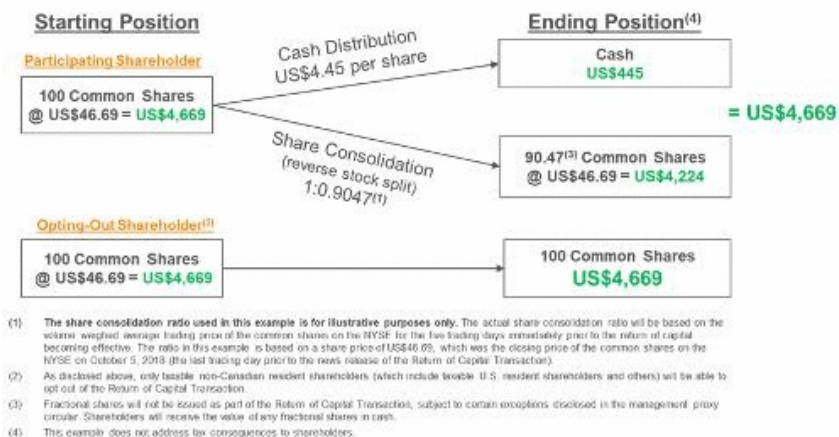 Starting Position
Ending Position(4)
Participating Shareholder
Cash Distribution
US$4.45 per share
Cash
US$445
100 Common Shares
@ US$46.69 = US$4,669
= US$4,669
Share Consolidation
(reverse stock split)
1:0.9047(1)
90.47(3) Common Shares
@ US$46.69 = US$4,224
Opting-Out Shareholder(2)
100 Common Shares
@ US$46.69 = US$4,669
100 Common Shares
US$4,669
(1) The share consolidation ratio used in this example is for illustrative purposes only. The actual share consolidation ratio will be based on the
volume weighed average trading price of the common shares on the NYSE for the five trading days immediately prior to the return of capital
becoming effective. The ratio in this example is based on a share price of US$46.69, which was the closing price of the common shares on the
NYSE on October 5, 2018 (the last trading day prior to the news release of the Return of Capital Transaction).
(2) As disclosed above, only taxable non-Canadian resident shareholders (which include taxable U.S. resident shareholders and others) will be able to
opt out of the Return of Capital Transaction.
(3) Fractional shares will not be issued as part of the Return of Capital Transaction, subject to certain exceptions disclosed in the management proxy
circular. Shareholders will receive the value of any fractional shares in cash.
(4) This example does not address tax consequences to shareholders.